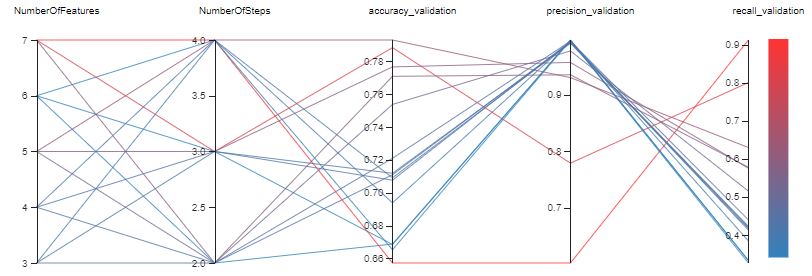 NumberOfFeatures NumberOfSteps accuracy_validation precision_validation recall_validation
7 4.0 0.9
0.78
6 3.5 0.76 0.9 0.8
0.74 0.7
5 3.0 0.72 0.8 0.6
4 2.5 0.70 0.7 0.5
0.68 0.4
3 2.0 0.66